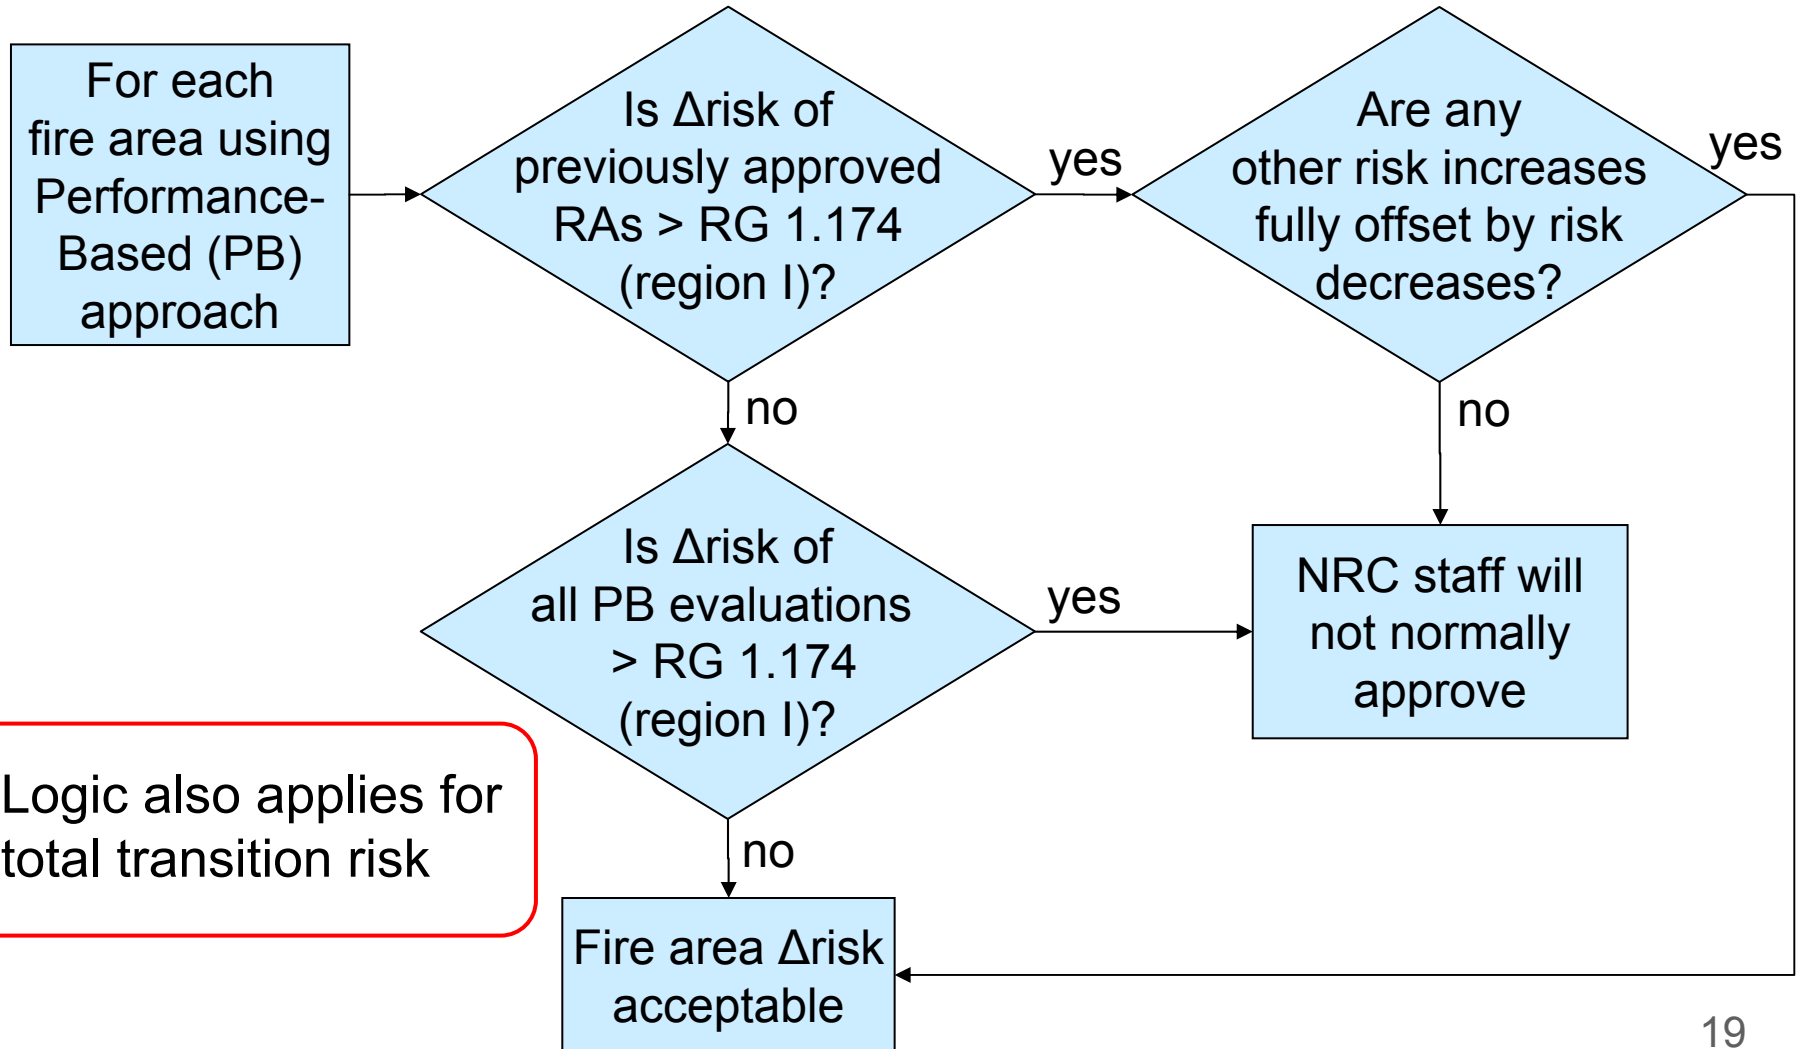 For each
fire area using
Performance-
Based (PB)
approach
Is Δrisk of
previously approved
RAs > RG 1.174
(region I)?
yes
Are any
other risk increases
fully offset by risk
decreases?
yes
no
no
Is Δrisk of
all PB evaluations
> RG 1.174
(region I)?
yes
NRC staff will
not normally
approve
Logic also applies for
total transition risk
no
Fire area Δrisk
acceptable
19